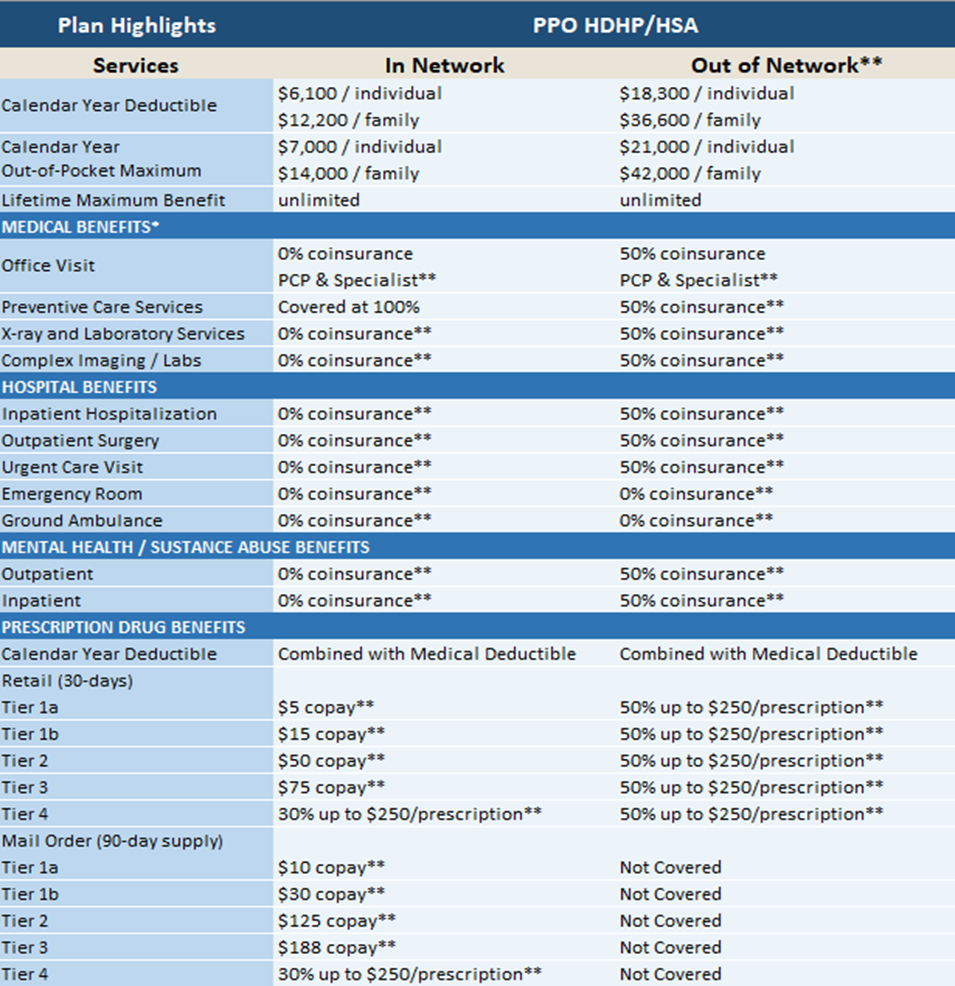 Plan Highlights PPO HDHP/HSA
Services In Network Out of Network**
Calendar Year Deductible $6,100 / individual $18,300 / individual
$12,200 / family $36,600 / family
Calendar Year $7,000 / individual $21,000 / individual
Out-of-Pocket Maximum $14,000 / family $42,000 / family
Lifetime Maximum Benefit unlimited unlimited
MEDICAL BENEFITS*
Office Visit 0% coinsurance 50% coinsurance
PCP & Specialist** PCP & Specialist**
Preventive Care Services Covered at 100% 50% coinsurance**
X-ray and Laboratory Services 0% coinsurance** 50% coinsurance**
Complex Imaging / Labs 0% coinsurance** 50% coinsurance**
HOSPITAL BENEFITS
Inpatient Hospitalization 0% coinsurance** 50% coinsurance**
Outpatient Surgery 0% coinsurance** 50% coinsurance**
Urgent Care Visit 0% coinsurance** 50% coinsurance**
Emergency Room 0% coinsurance** 0% coinsurance**
Ground Ambulance 0% coinsurance** 0% coinsurance**
MENTAL HEALTH / SUSTANCE ABUSE BENEFITS
Outpatient 0% coinsurance** 50% coinsurance**
Inpatient 0% coinsurance** 50% coinsurance**
PRESCRIPTION DRUG BENEFITS
Calendar Year Deductible Combined with Medical Deductible Combined with Medical Deductible
Retail (30-days)
Tier 1a $5 copay** 50% up to $250/prescription**
Tier 1b $15 copay** 50% up to $250/prescription**
Tier 2 $50 copay** 50% up to $250/prescription**
Tier 3 $75 copay** 50% up to $250/prescription**
Tier 4 30% up to $250/prescription** 50% up to $250/prescription**
Mail Order (90-day supply)
Tier 1a $10 copay** Not Covered
Tier 1b $30 copay** Not Covered
Tier 2 $125 copay** Not Covered
Tier 3 $188 copay** Not Covered
Tier 4 30% up to $250/prescription** Not Covered